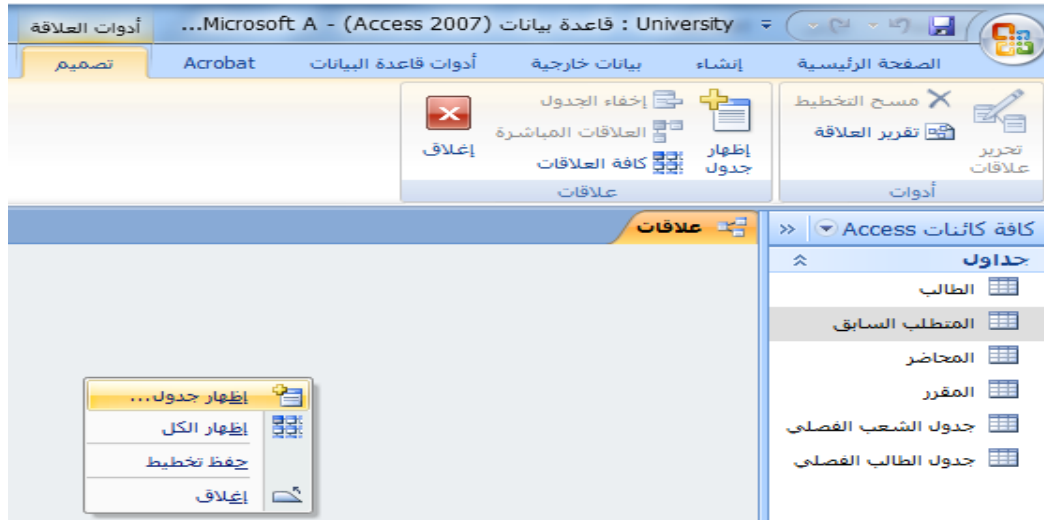 University : قاعدة بيانات (Access 2007) - Microsoft A...
أدوات العلاقة
الصفحة الرئيسية
إنشاء
بيانات خارجية
أدوات قاعدة البيانات
Acrobat
تصميم
تحرير
علاقات
مسح التخطيط
تقرير العلاقة
أدوات
إظهار
جدول
إخفاء الجدول
العلاقات المباشرة
كافة العلاقات
علاقات
إغلاق
كافة كائنات Access
علاقات
جداول
الطالب
المتطلب السابق
المحاضر
المقرر
جدول الشعب الفصلي
جدول الطالب الفصلي
إظهار جدول...
إظهار الكل
حفظ تخطيط
إغلاق